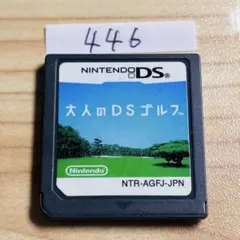 446
NINTENDO DS
大人のDSゴルフ
Nintendo
NTR-AGFJ-JPN